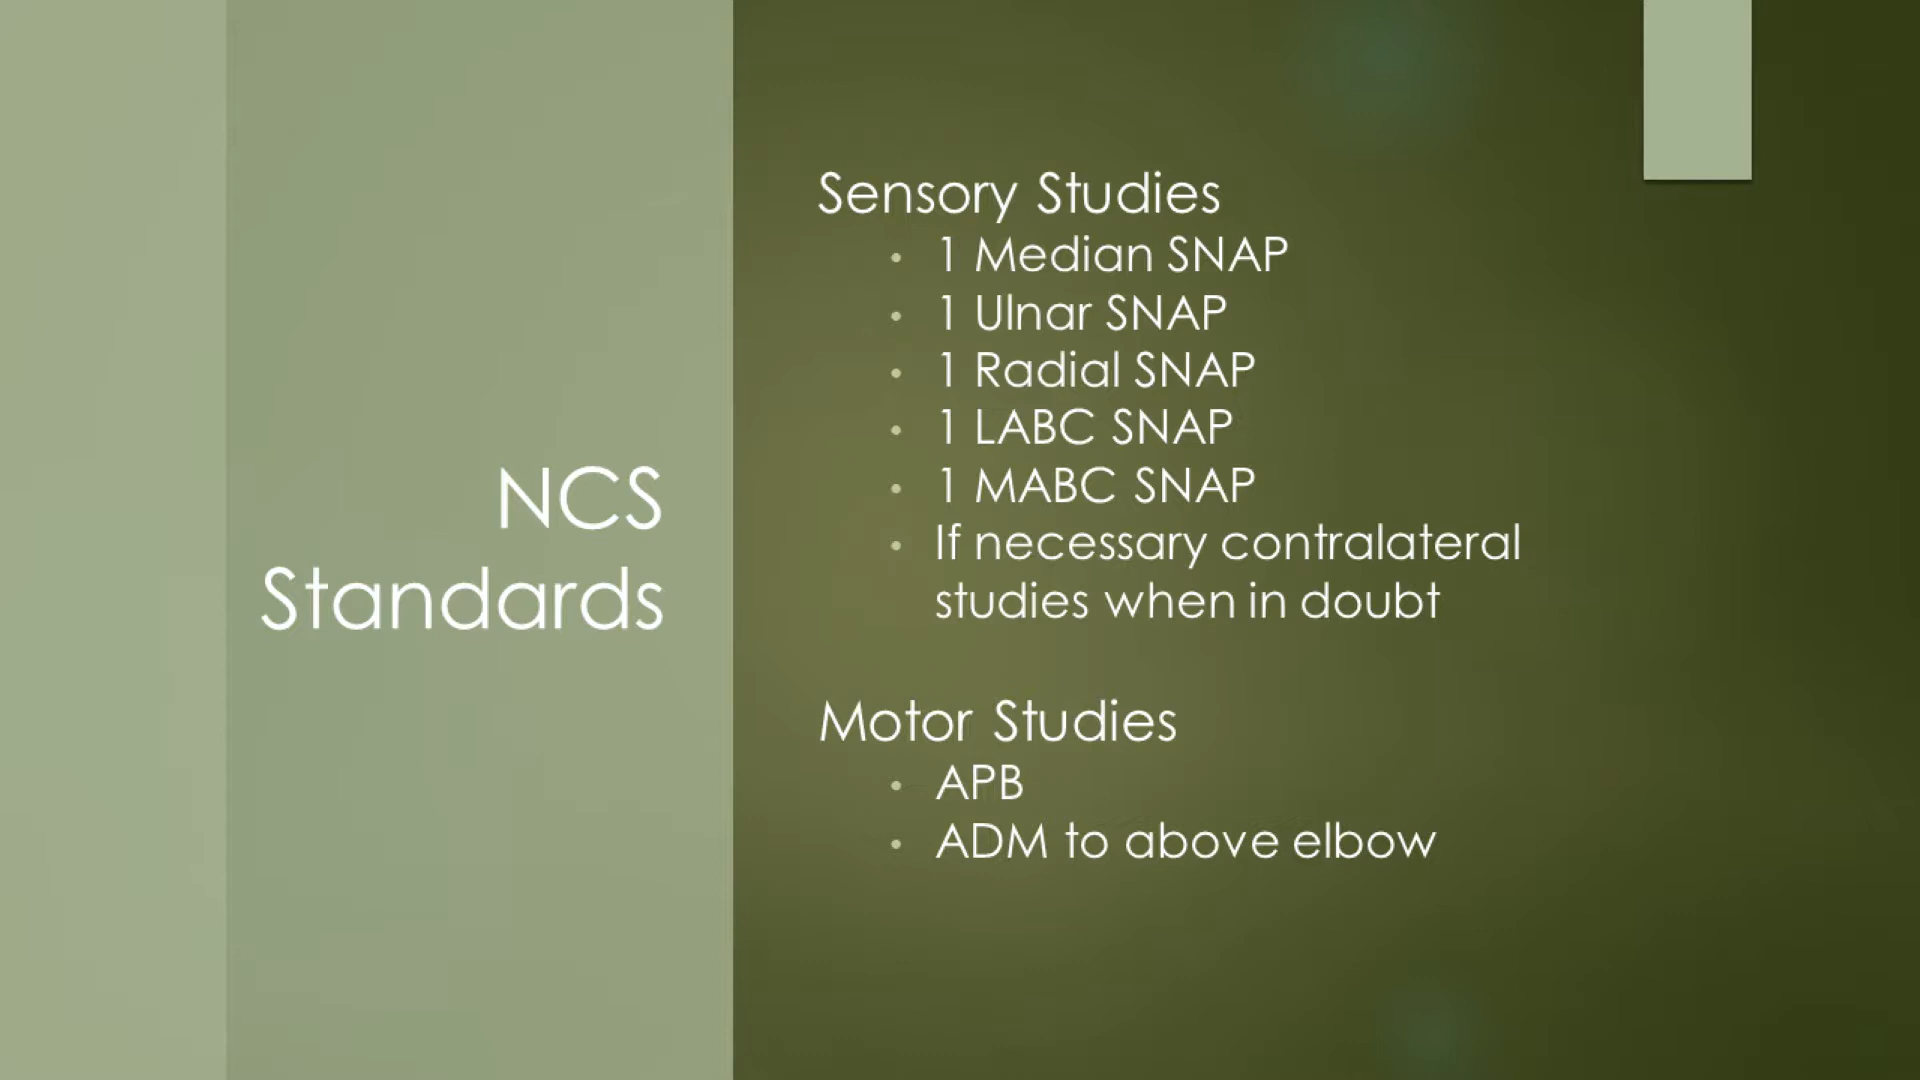 NCS
Standards
Sensory Studies
• 1 Median SNAP
• 1 Ulnar SNAP
• 1 Radial SNAP
• 1 LABC SNAP
• 1 MABC SNAP
• If necessary contralateral
studies when in doubt
Motor Studies
• APB
• ADM to above elbow